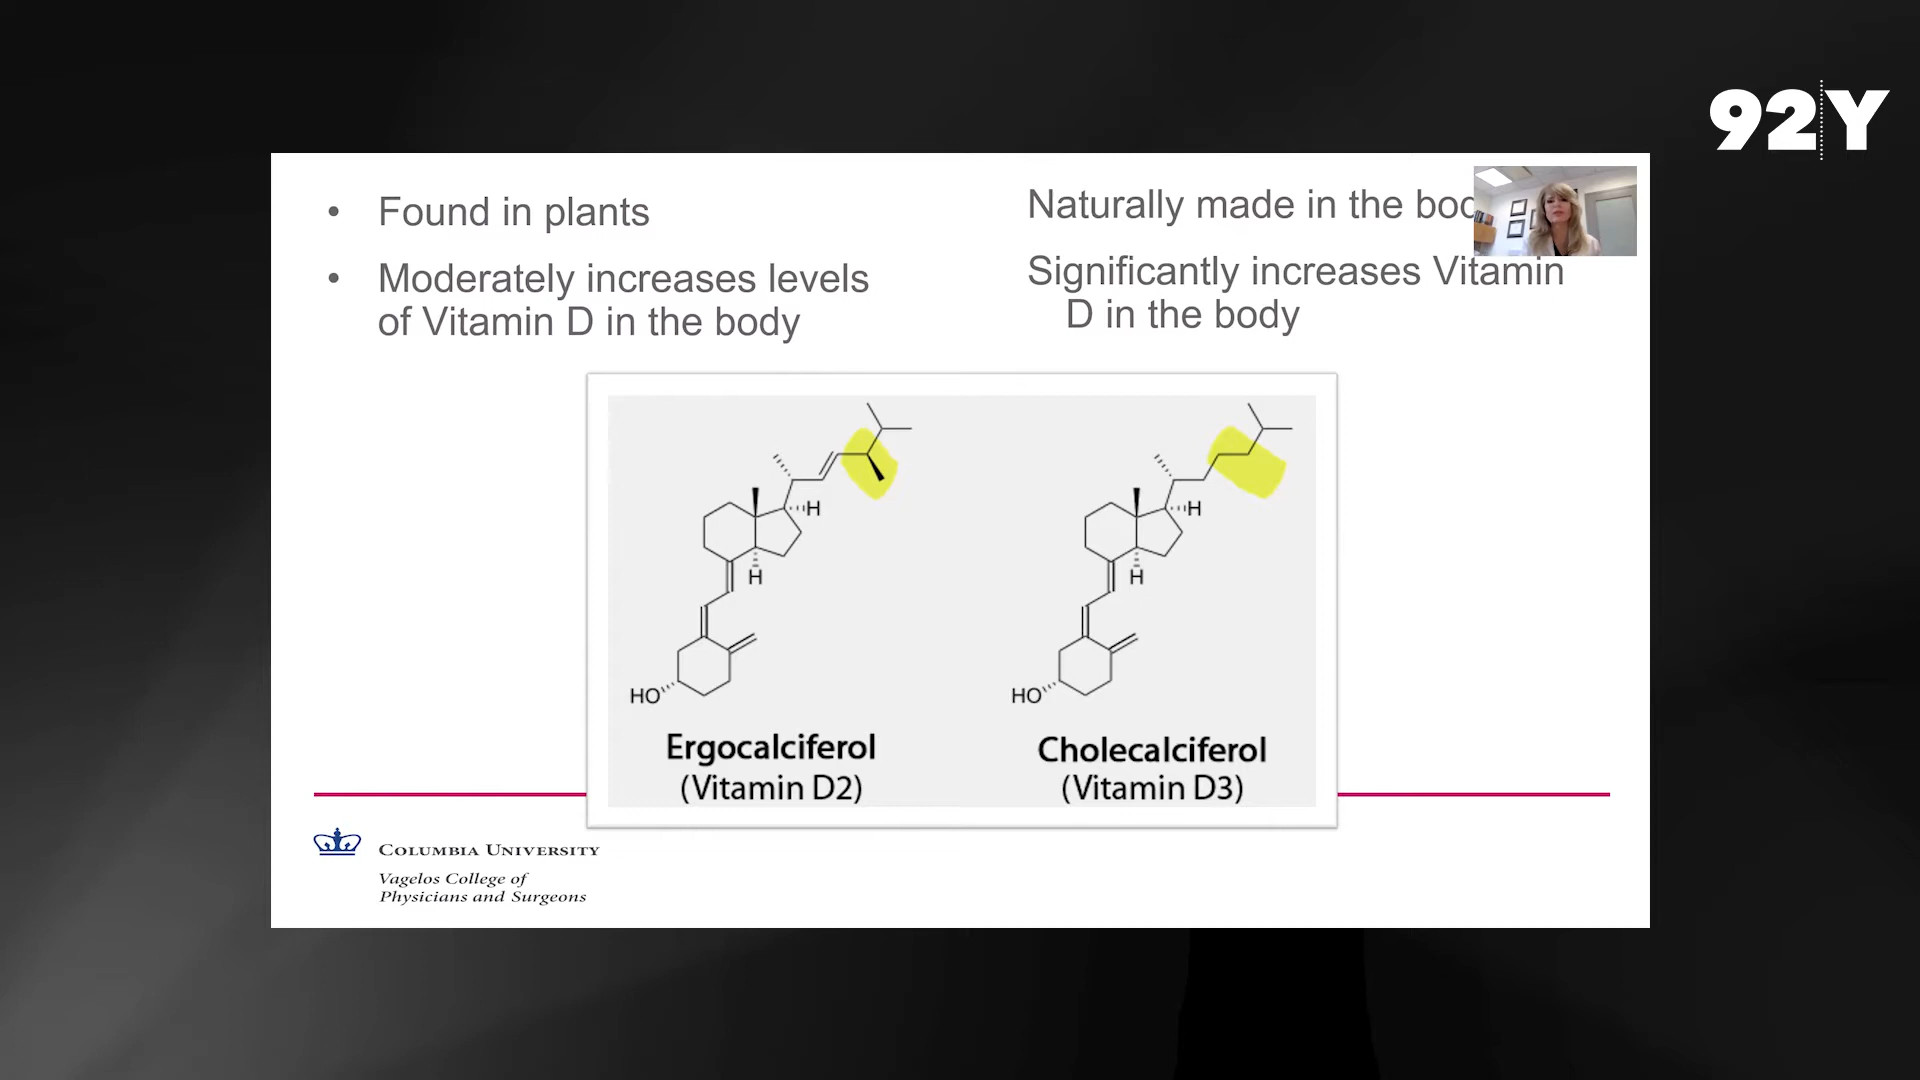 92Y
• Found in plants
• Moderately increases levels
of Vitamin D in the body
Naturally made in the
Significantly increases Vitamin
D in the body
H
H
HO
Ergocalciferol
(Vitamin D2)
H
H
HO
Cholecalciferol
(Vitamin D3)
COLUMBIA UNIVERSITY
Vagelos College of
Physicians and Surgeons